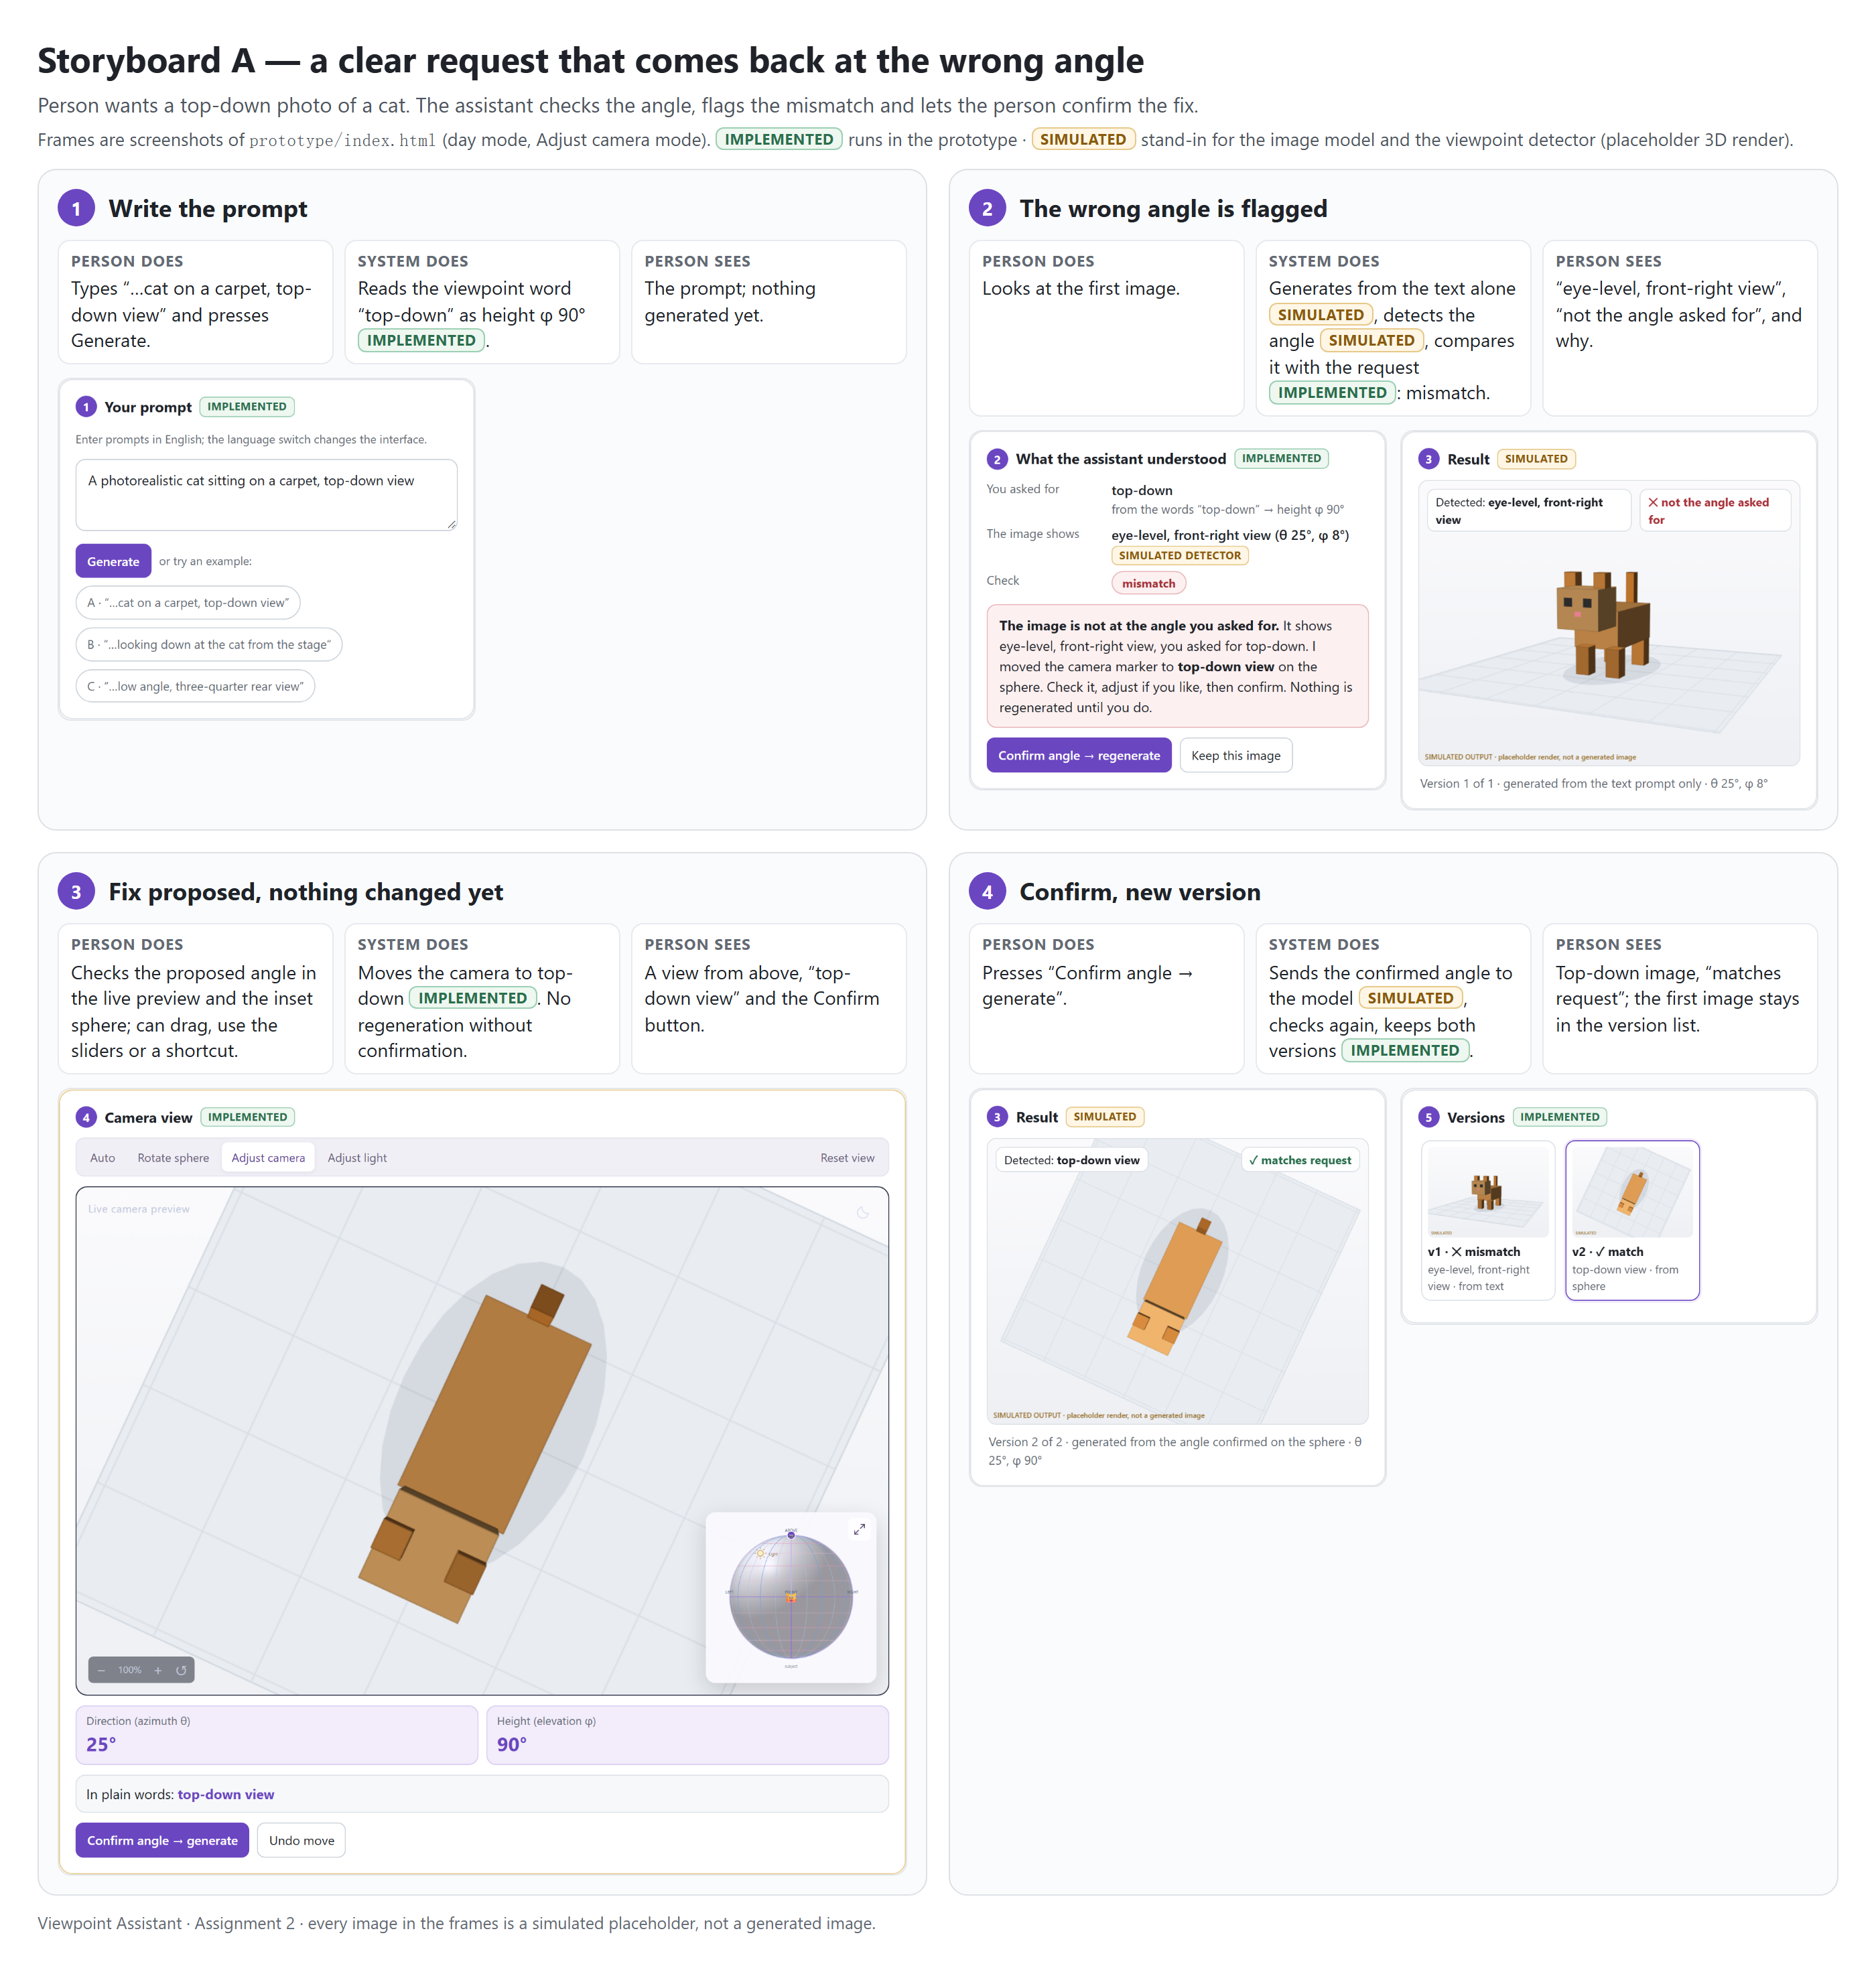 Storyboard A — a clear request that comes back at the wrong angle
Person wants a top-down photo of a cat. The assistant checks the angle, flags the mismatch and lets the person confirm the fix.
Frames are screenshots of prototype/index.html (day mode, Adjust camera mode). IMPLEMENTED runs in the prototype · SIMULATED stand-in for the image model and the viewpoint detector (placeholder 3D render).
1 Write the prompt
PERSON DOES
Types “...cat on a carpet, top-
down view” and presses
Generate.
SYSTEM DOES
Reads the viewpoint word
“top-down” as height φ 90°
IMPLEMENTED.
PERSON SEES
The prompt; nothing
generated yet.
1 Your prompt IMPLEMENTED
Enter prompts in English; the language switch changes the interface.
A photorealistic cat sitting on a carpet, top-down view
Generate or try an example:
A · “...cat on a carpet, top-down view”
B · “...looking down at the cat from the stage”
C · “...low angle, three-quarter rear view”
2 The wrong angle is flagged
PERSON DOES
Looks at the first image.
SYSTEM DOES
Generates from the text alone
SIMULATED, detects the
angle SIMULATED, compares
it with the request
IMPLEMENTED: mismatch.
PERSON SEES
“eye-level, front-right view”,
“not the angle asked for”, and
why.
2 What the assistant understood IMPLEMENTED
You asked for top-down
from the words “top-down” → height φ 90°
The image shows eye-level, front-right view (θ 25°, φ 8°)
SIMULATED DETECTOR
Check mismatch
The image is not at the angle you asked for. It shows
eye-level, front-right view, you asked for top-down. I
moved the camera marker to top-down view on the
sphere. Check it, adjust if you like, then confirm. Nothing is
regenerated until you do.
Confirm angle → regenerate Keep this image
3 Result SIMULATED
Detected: eye-level, front-right
view
✕ not the angle asked
for
SIMULATED OUTPUT · placeholder render, not a generated image
Version 1 of 1 · generated from the text prompt only · θ 25°, φ 8°
3 Fix proposed, nothing changed yet
PERSON DOES
Checks the proposed angle in
the live preview and the inset
sphere; can drag, use the
sliders or a shortcut.
SYSTEM DOES
Moves the camera to top-
down IMPLEMENTED. No
regeneration without
confirmation.
PERSON SEES
A view from above, “top-
down view” and the Confirm
button.
4 Camera view IMPLEMENTED
Auto Rotate sphere Adjust camera Adjust light Reset view
Live camera preview
− 100% + ↺
Direction (azimuth θ)
25°
Height (elevation φ)
90°
In plain words: top-down view
Confirm angle → generate Undo move
4 Confirm, new version
PERSON DOES
Presses “Confirm angle →
generate”.
SYSTEM DOES
Sends the confirmed angle to
the model SIMULATED,
checks again, keeps both
versions IMPLEMENTED.
PERSON SEES
Top-down image, “matches
request”; the first image stays
in the version list.
3 Result SIMULATED
Detected: top-down view
✓ matches request
SIMULATED OUTPUT · placeholder render, not a generated image
Version 2 of 2 · generated from the angle confirmed on the sphere · θ
25°, φ 90°
5 Versions IMPLEMENTED
SIMULATED
v1 · ✕ mismatch
eye-level, front-right
view · from text
SIMULATED
v2 · ✓ match
top-down view · from
sphere
Viewpoint Assistant · Assignment 2 · every image in the frames is a simulated placeholder, not a generated image.